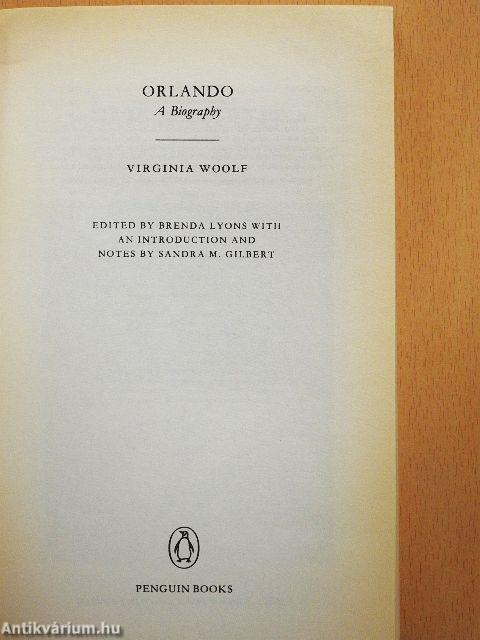 ORLANDO
A Biography
VIRGINIA WOOLF
EDITED BY BRENDA LYONS WITH
AN INTRODUCTION AND
NOTES BY SANDRA M. GILBERT
PENGUIN BOOKS
Antikvárium.hu